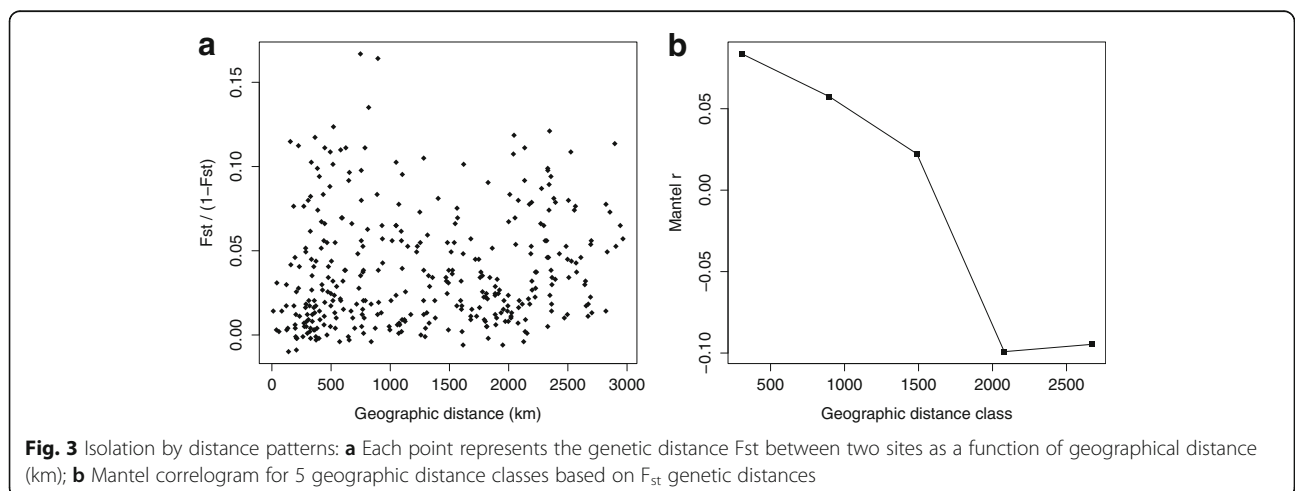 a
0.15
0.10
0.05
0.00
Fst / (1−Fst)
0 500 1000 1500 2000 2500 3000
Geographic distance (km)
b
0.05
0.00
−0.05
−0.10
Mantel r
500 1000 1500 2000 2500
Geographic distance class
Fig. 3 Isolation by distance patterns: a Each point represents the genetic distance Fst between two sites as a function of geographical distance
(km); b Mantel correlogram for 5 geographic distance classes based on Fst genetic distances